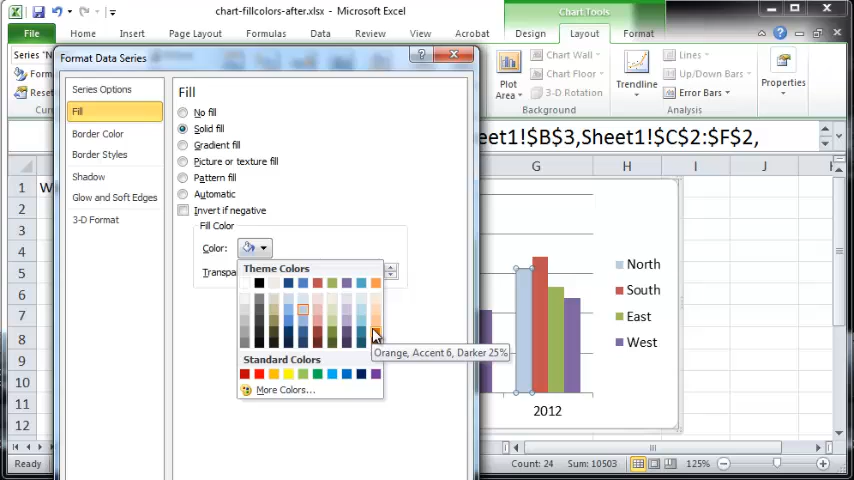 chart-fillcolors-after.xlsx - Microsoft Excel
Chart Tools
File Home Insert Page Layout Formulas Acrobat Design Layout Format
Series "N
Form
Reset
Curr
Plot Area
Chart Wall
Chart Floor
3-D Rotation
Background
Trendline
Lines
Up/Down Bars
Error Bars
Analysis
Properties
Format Data Series
Series Options
Fill
Border Color
Border Styles
Shadow
Glow and Soft Edges
3-D Format
Fill
No fill
Solid fill
Gradient fill
Picture or texture fill
Pattern fill
Automatic
Invert if negative
Fill Color
Color:
Transpa
Theme Colors
Orange, Accent 6, Darker 25%
Standard Colors
More Colors...
eet1!$B$3,Sheet1!$C$2:$F$2,
G H I J
1 W
2
3
4
5
6
7
8
9
10
11
12
North
South
East
West
2012
Ready
Count: 24 Sum: 10503 125%